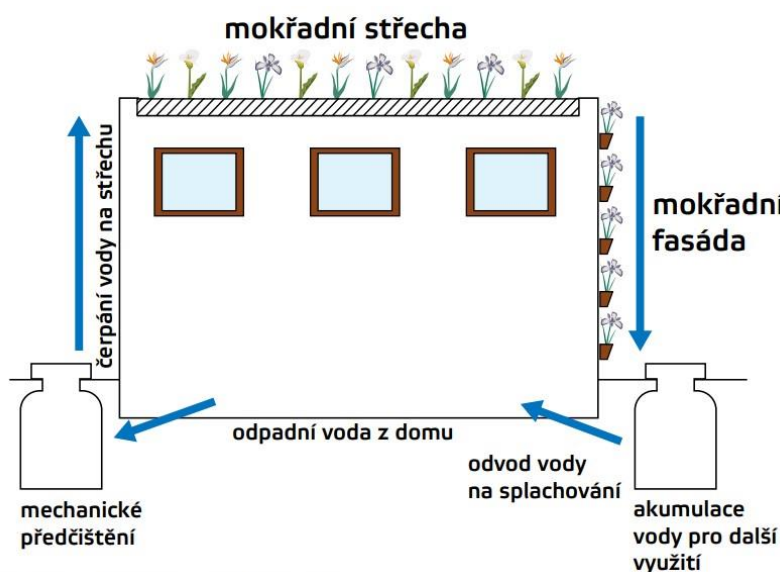 mokřadní střecha
čerpání vody na střechu
mokřadní
fasáda
odpadní voda z domu
odvod vody
na splachování
mechanické
předčištění
akumulace
vody pro další
využití